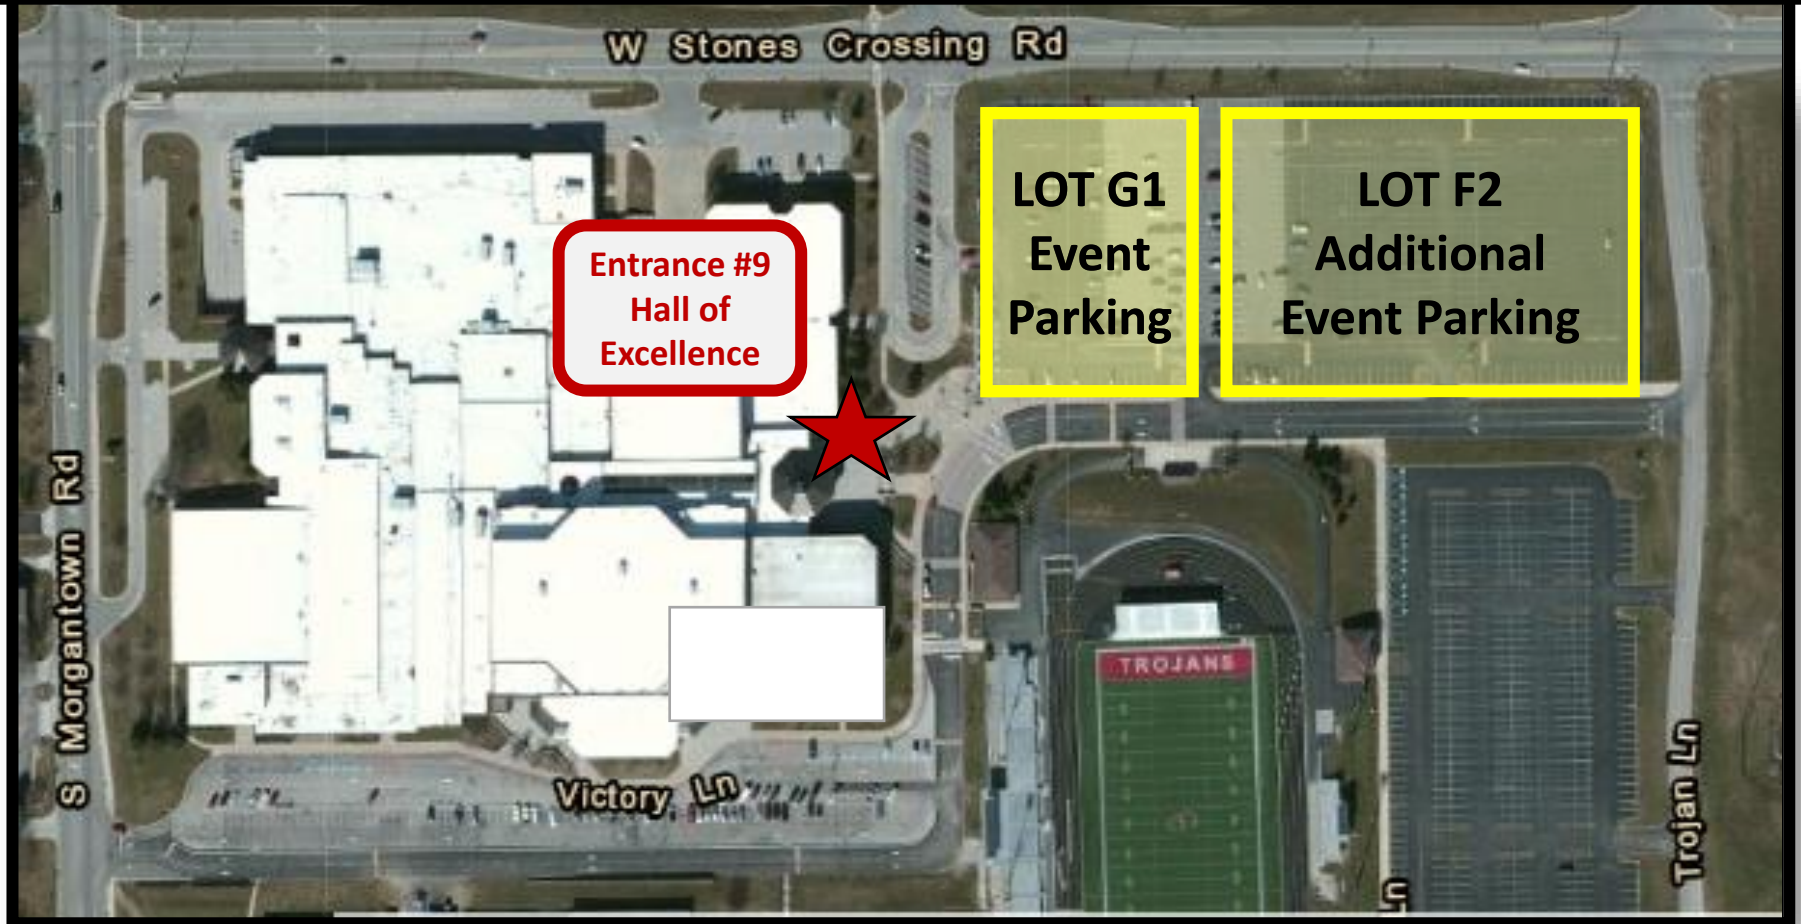 W Stones Crossing Rd
LOT G1
Event
Parking
LOT F2
Additional
Event Parking
Entrance #9
Hall of
Excellence
S Morgantown Rd
TROJANS
Victory Ln
Trojan Ln
Ln